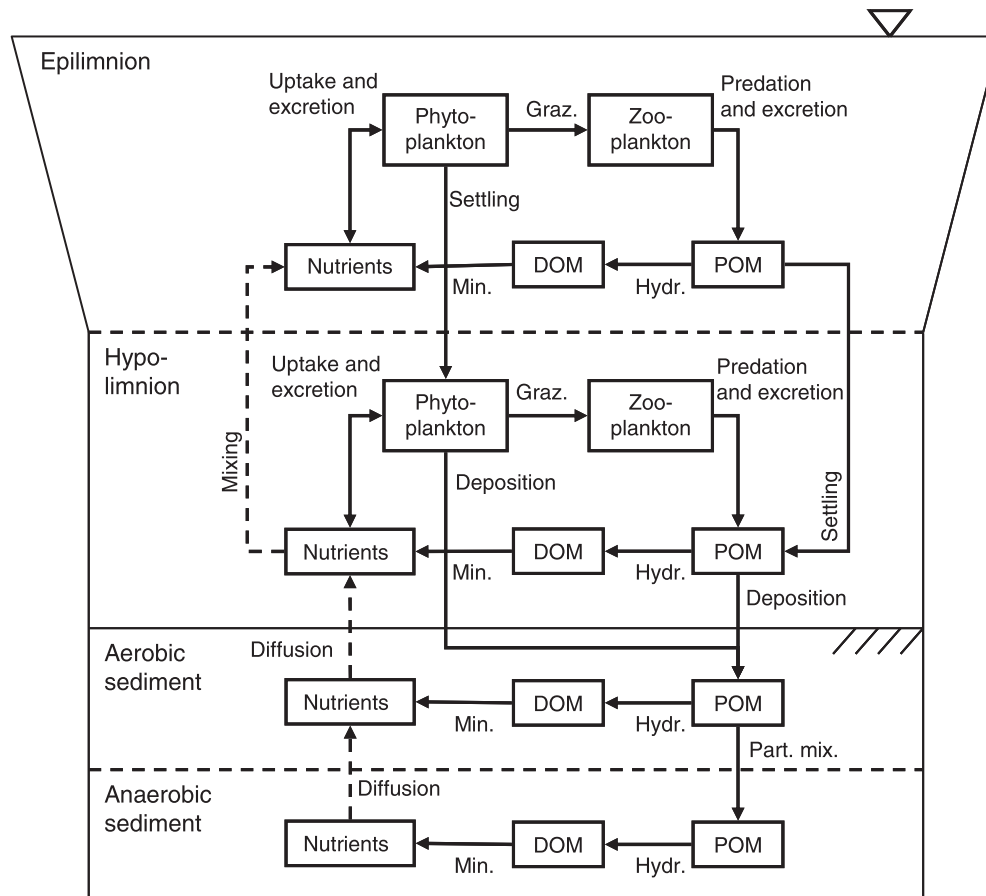 Epilimnion
Uptake and
excretion
Phyto-
plankton
Graz.
Zoo-
plankton
Predation
and excretion
Settling
Nutrients
Min.
DOM
Hydr.
POM
Hypo-
limnion
Uptake and
excretion
Phyto-
plankton
Graz.
Zoo-
plankton
Predation
and excretion
Mixing
Deposition
Settling
Nutrients
Min.
DOM
Hydr.
POM
Deposition
Aerobic
sediment
Diffusion
Nutrients
Min.
DOM
Hydr.
POM
Part. mix.
Anaerobic
sediment
Diffusion
Nutrients
Min.
DOM
Hydr.
POM